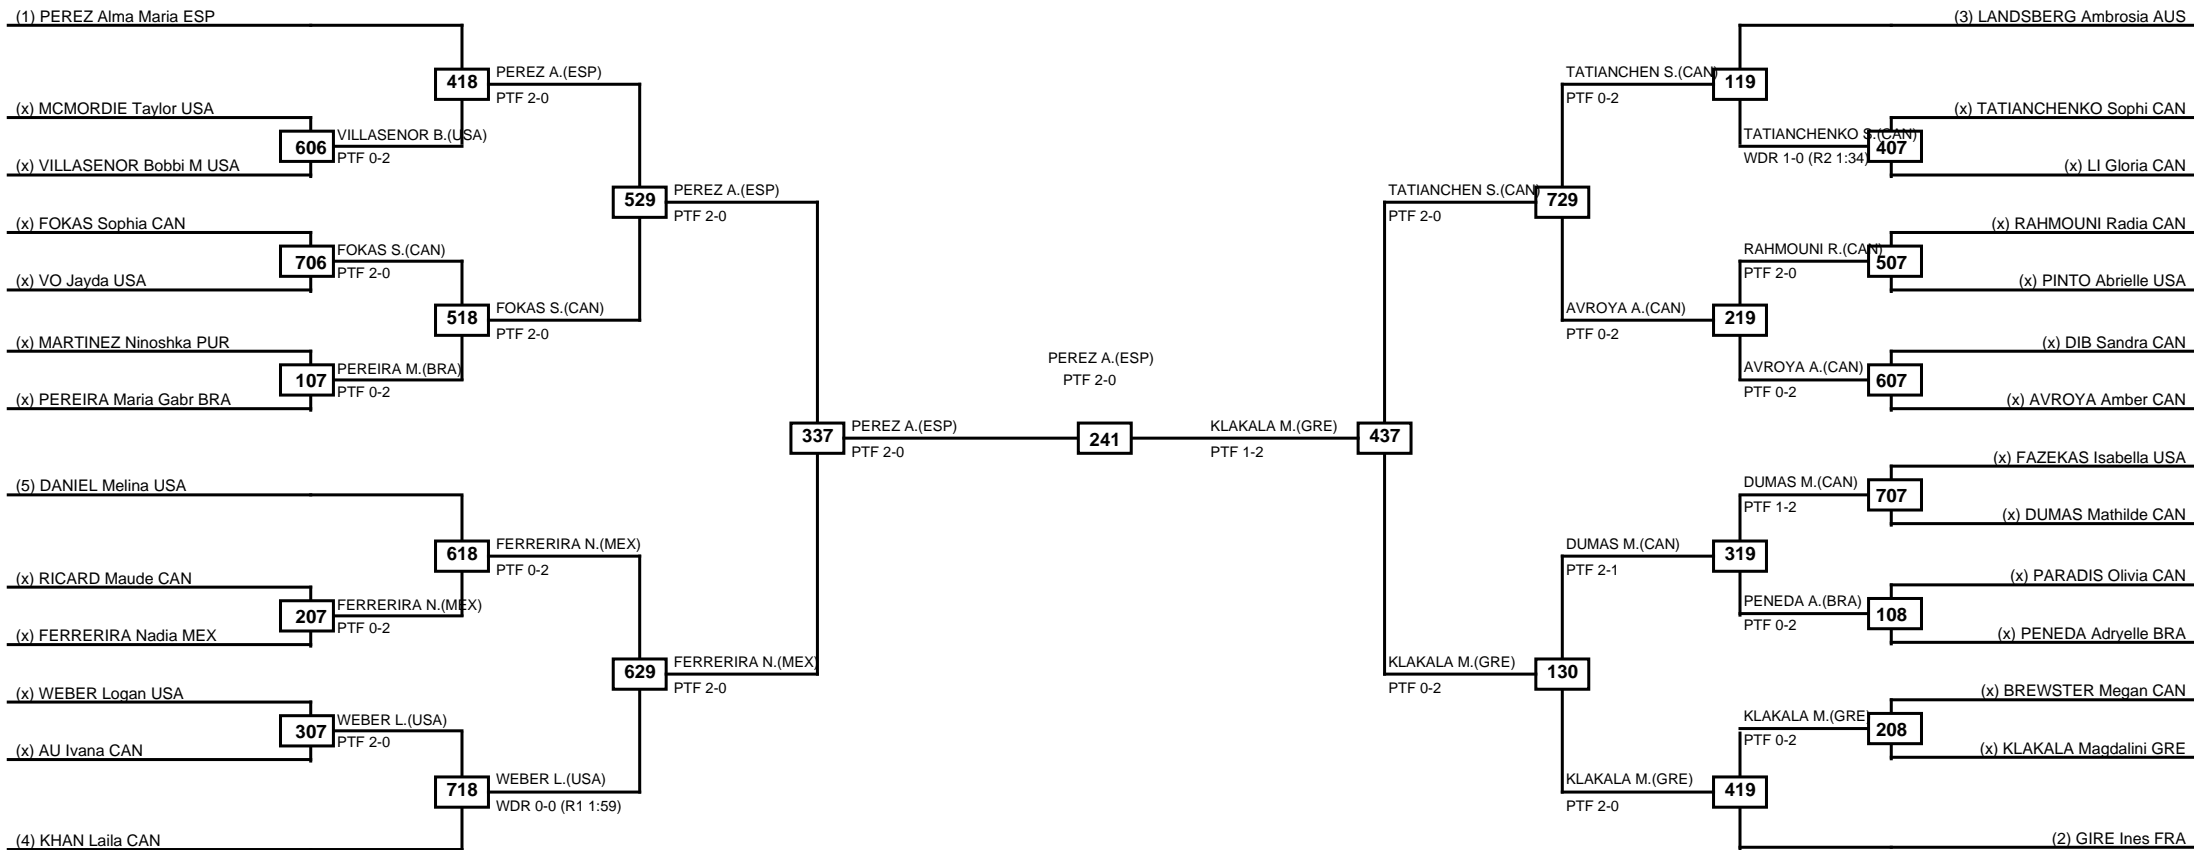 (1) PEREZ Alma Maria ESP
(x) MCMORDIE Taylor USA
(x) VILLASENOR Bobbi M USA
(x) FOKAS Sophia CAN
(x) VO Jayda USA
(x) MARTINEZ Ninoshka PUR
(x) PEREIRA Maria Gabr BRA
(5) DANIEL Melina USA
(x) RICARD Maude CAN
(x) FERRERIRA Nadia MEX
(x) WEBER Logan USA
(x) AU Ivana CAN
(4) KHAN Laila CAN
606
VILLASENOR B.(USA)
PTF 0-2
706
FOKAS S.(CAN)
PTF 2-0
107
PEREIRA M.(BRA)
PTF 0-2
207
FERRERIRA N.(MEX)
PTF 0-2
307
WEBER L.(USA)
PTF 2-0
418
PEREZ A.(ESP)
PTF 2-0
518
FOKAS S.(CAN)
PTF 2-0
618
FERRERIRA N.(MEX)
PTF 0-2
718
WEBER L.(USA)
WDR 0-0 (R1 1:59)
529
PEREZ A.(ESP)
PTF 2-0
629
FERRERIRA N.(MEX)
PTF 2-0
337
PEREZ A.(ESP)
PTF 2-0
PEREZ A.(ESP)
PTF 2-0
241
KLAKALA M.(GRE)
PTF 1-2
437
TATIANCHEN S.(CAN)
PTF 2-0
729
KLAKALA M.(GRE)
PTF 0-2
130
TATIANCHEN S.(CAN)
PTF 0-2
119
AVROYA A.(CAN)
PTF 0-2
219
DUMAS M.(CAN)
PTF 2-1
319
KLAKALA M.(GRE)
PTF 2-0
419
TATIANCHENKO S.(CAN)
WDR 1-0 (R2 1:34)
407
RAHMOUNI R.(CAN)
PTF 2-0
507
AVROYA A.(CAN)
PTF 0-2
607
DUMAS M.(CAN)
PTF 1-2
707
PENEDA A.(BRA)
PTF 0-2
108
KLAKALA M.(GRE)
PTF 0-2
208
(3) LANDSBERG Ambrosia AUS
(x) TATIANCHENKO Sophi CAN
(x) LI Gloria CAN
(x) RAHMOUNI Radia CAN
(x) PINTO Abrielle USA
(x) DIB Sandra CAN
(x) AVROYA Amber CAN
(x) FAZEKAS Isabella USA
(x) DUMAS Mathilde CAN
(x) PARADIS Olivia CAN
(x) PENEDA Adryelle BRA
(x) BREWSTER Megan CAN
(x) KLAKALA Magdalini GRE
(2) GIRE Ines FRA